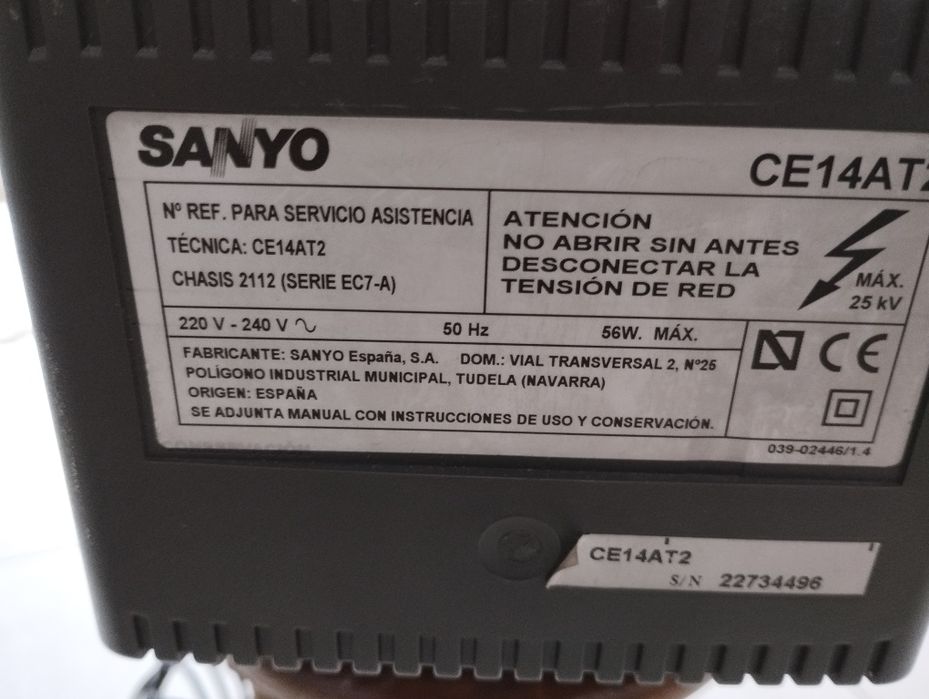 SANYO
CE14AT2
Nº REF. PARA SERVICIO ASISTENCIA
TÉCNICA: CE14AT2
CHASIS 2112 (SERIE EC7-A)
ATENCIÓN
NO ABRIR SIN ANTES
DESCONECTAR LA
TENSIÓN DE RED
MÁX.
25 kV
220 V - 240 V ~ 50 Hz 56W. MÁX.
FABRICANTE: SANYO España, S.A. DOM.: VIAL TRANSVERSAL 2, Nº25
POLÍGONO INDUSTRIAL MUNICIPAL, TUDELA (NAVARRA)
ORIGEN: ESPAÑA
SE ADJUNTA MANUAL CON INSTRUCCIONES DE USO Y CONSERVACIÓN.
N CE
039-02446/1.4
CE14AT2
S/N 22734496